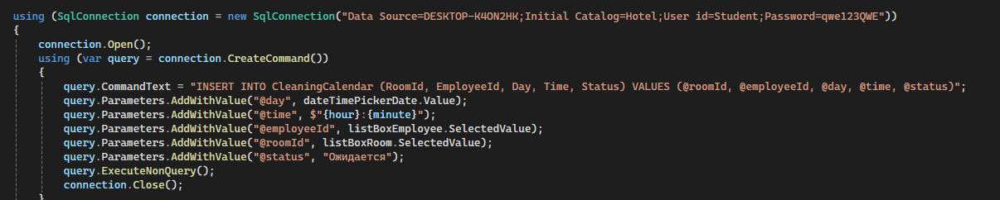 using (SqlConnection connection = new SqlConnection("Data Source=DESKTOP-K4ON2HK;Initial Catalog=Hotel;User id=Student;Password=qwe123QWE"))
{
connection.Open();
using (var query = connection.CreateCommand())
{
query.CommandText = "INSERT INTO CleaningCalendar (RoomId, EmployeeId, Day, Time, Status) VALUES (@roomId, @employeeId, @day, @time, @status)";
query.Parameters.AddWithValue("@day", dateTimePickerDate.Value);
query.Parameters.AddWithValue("@time", $"{hour}:{minute}");
query.Parameters.AddWithValue("@employeeId", listBoxEmployee.SelectedValue);
query.Parameters.AddWithValue("@roomId", listBoxRoom.SelectedValue);
query.Parameters.AddWithValue("@status", "Ожидается");
query.ExecuteNonQuery();
connection.Close();
}